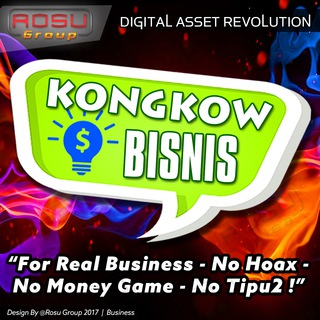 ROSU
Group
DIGITAL ASSET REVOLUTION
KONGKOW
$
BISNIS
“For Real Business - No Hoax -
No Money Game - No Tipu2 !”
Design By @Rosu Group 2017 | Business